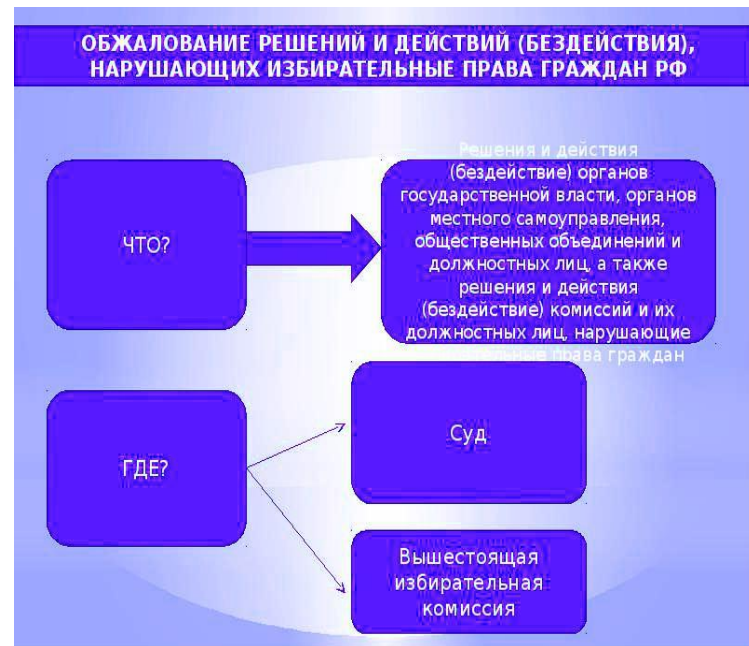 ОБЖАЛОВАНИЕ РЕШЕНИЙ И ДЕЙСТВИЙ (БЕЗДЕЙСТВИЯ),
НАРУШАЮЩИХ ИЗБИРАТЕЛЬНЫЕ ПРАВА ГРАЖДАН РФ
ЧТО?
Решения и действия
(бездействие) органов
государственной власти, органов
местного самоуправления,
общественных объединений и
должностных лиц, а также
решения и действия
(бездействие) комиссий и их
должностных лиц, нарушающие
права граждан
ГДЕ?
Суд
Вышестоящая
избирательная
комиссия